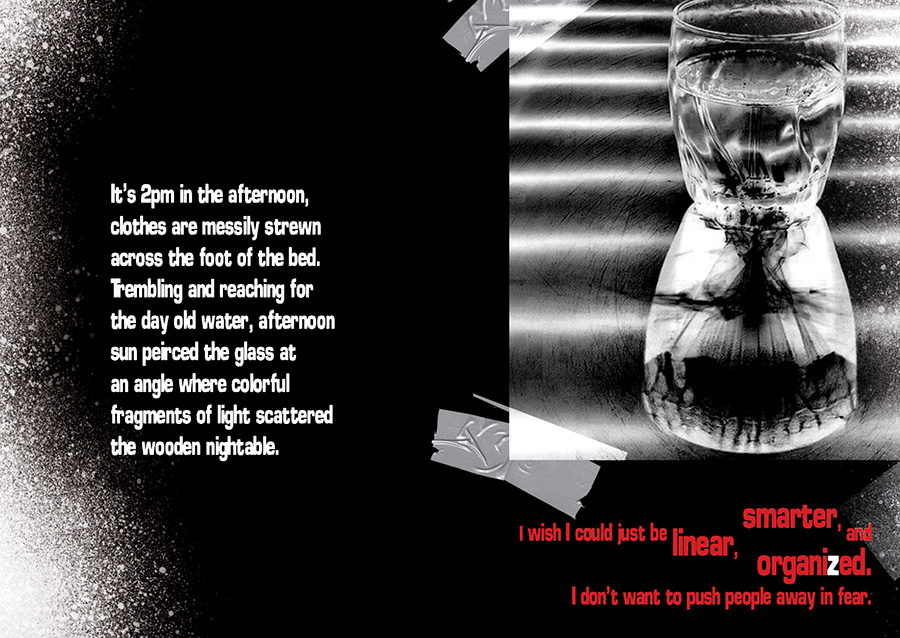 It's 2pm in the afternoon,
clothes are messily strewn
across the foot of the bed.
Trembling and reaching for
the day old water, afternoon
sun peirced the glass at
an angle where colorful
fragments of light scattered
the wooden nightable.
I wish I could just be linear, smarter, and
organized.
I don't want to push people away in fear.